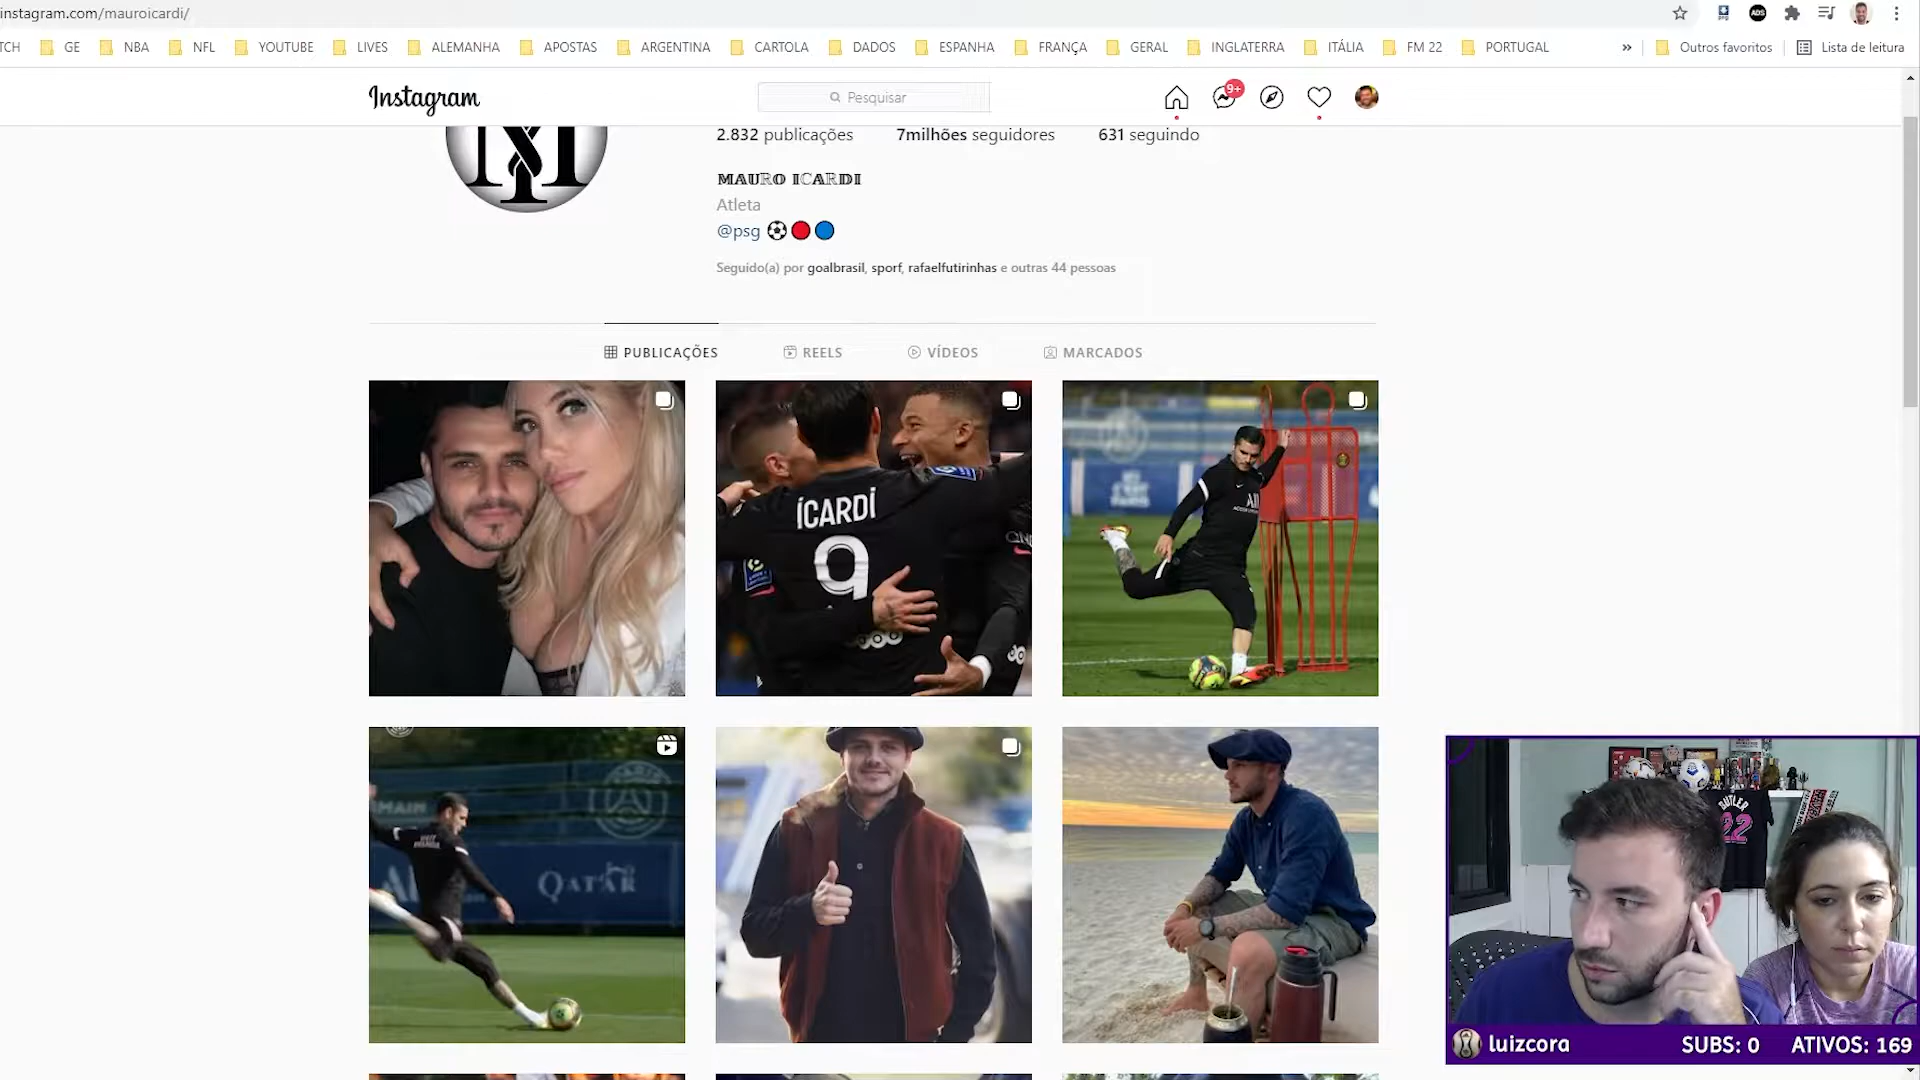 instagram.com/mauroicardi/
TCH GE NBA NFL YOUTUBE LIVES ALEMANHA APOSTAS ARGENTINA CARTOLA DADOS ESPANHA FRANÇA GERAL INGLATERRA ITÁLIA FM 22 PORTUGAL » Outros favoritos Lista de leitura
Instagram
Pesquisar
9+
2.832 publicações 7milhões seguidores 631 seguindo
MAURO ICARDI
Atleta
@psg
Seguido(a) por goalbrasil, sporf, rafaelfutirinhas e outras 44 pessoas
PUBLICAÇÕES REELS VÍDEOS MARCADOS
ICARDI
9
QATAR
BUTLER
22
luizcora SUBS: 0 ATIVOS: 169